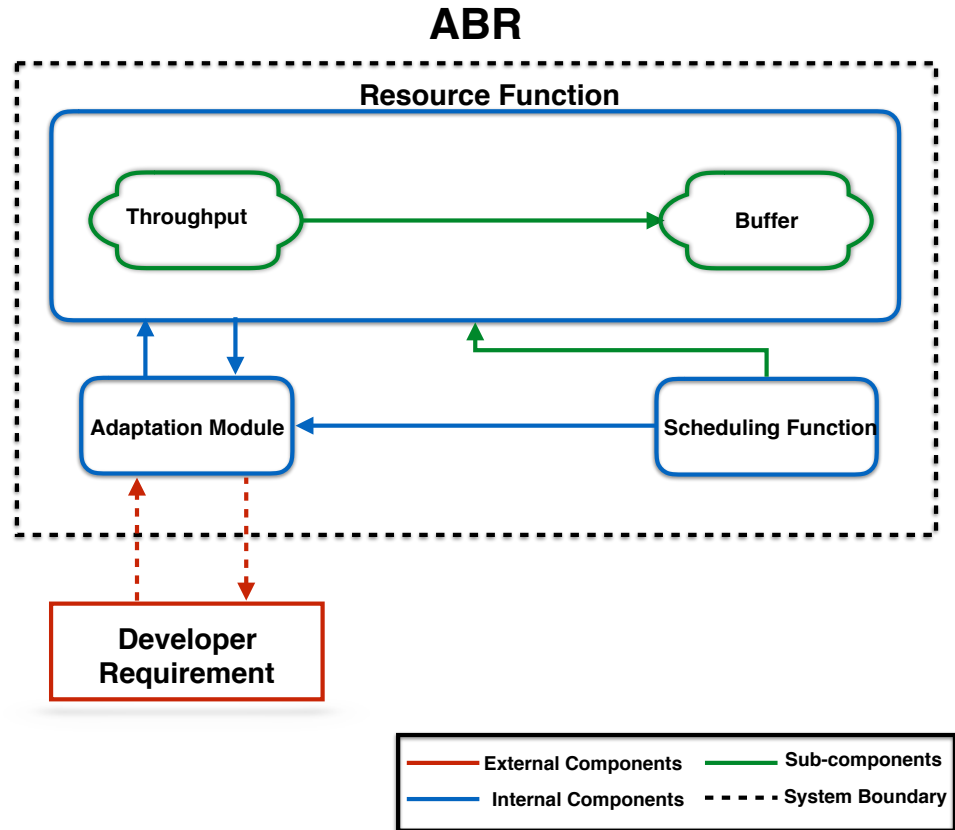 ABR
Resource Function
Throughput
Buffer
Adaptation Module
Scheduling Function
Developer
Requirement
External Components
Sub-components
Internal Components
System Boundary